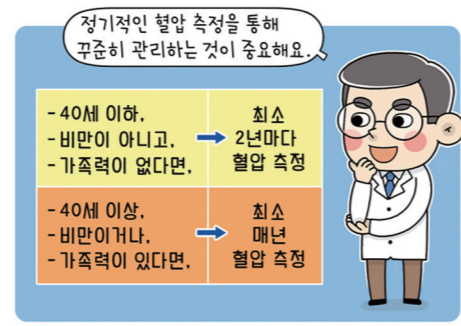 정기적인 혈압 측정을 통해
꾸준히 관리하는 것이 중요해요.
- 40세 이하,
- 비만이 아니고,
- 가족력이 없다면,
최소
2년마다
혈압 측정
- 40세 이상,
- 비만이거나,
- 가족력이 있다면,
최소
매년
혈압 측정